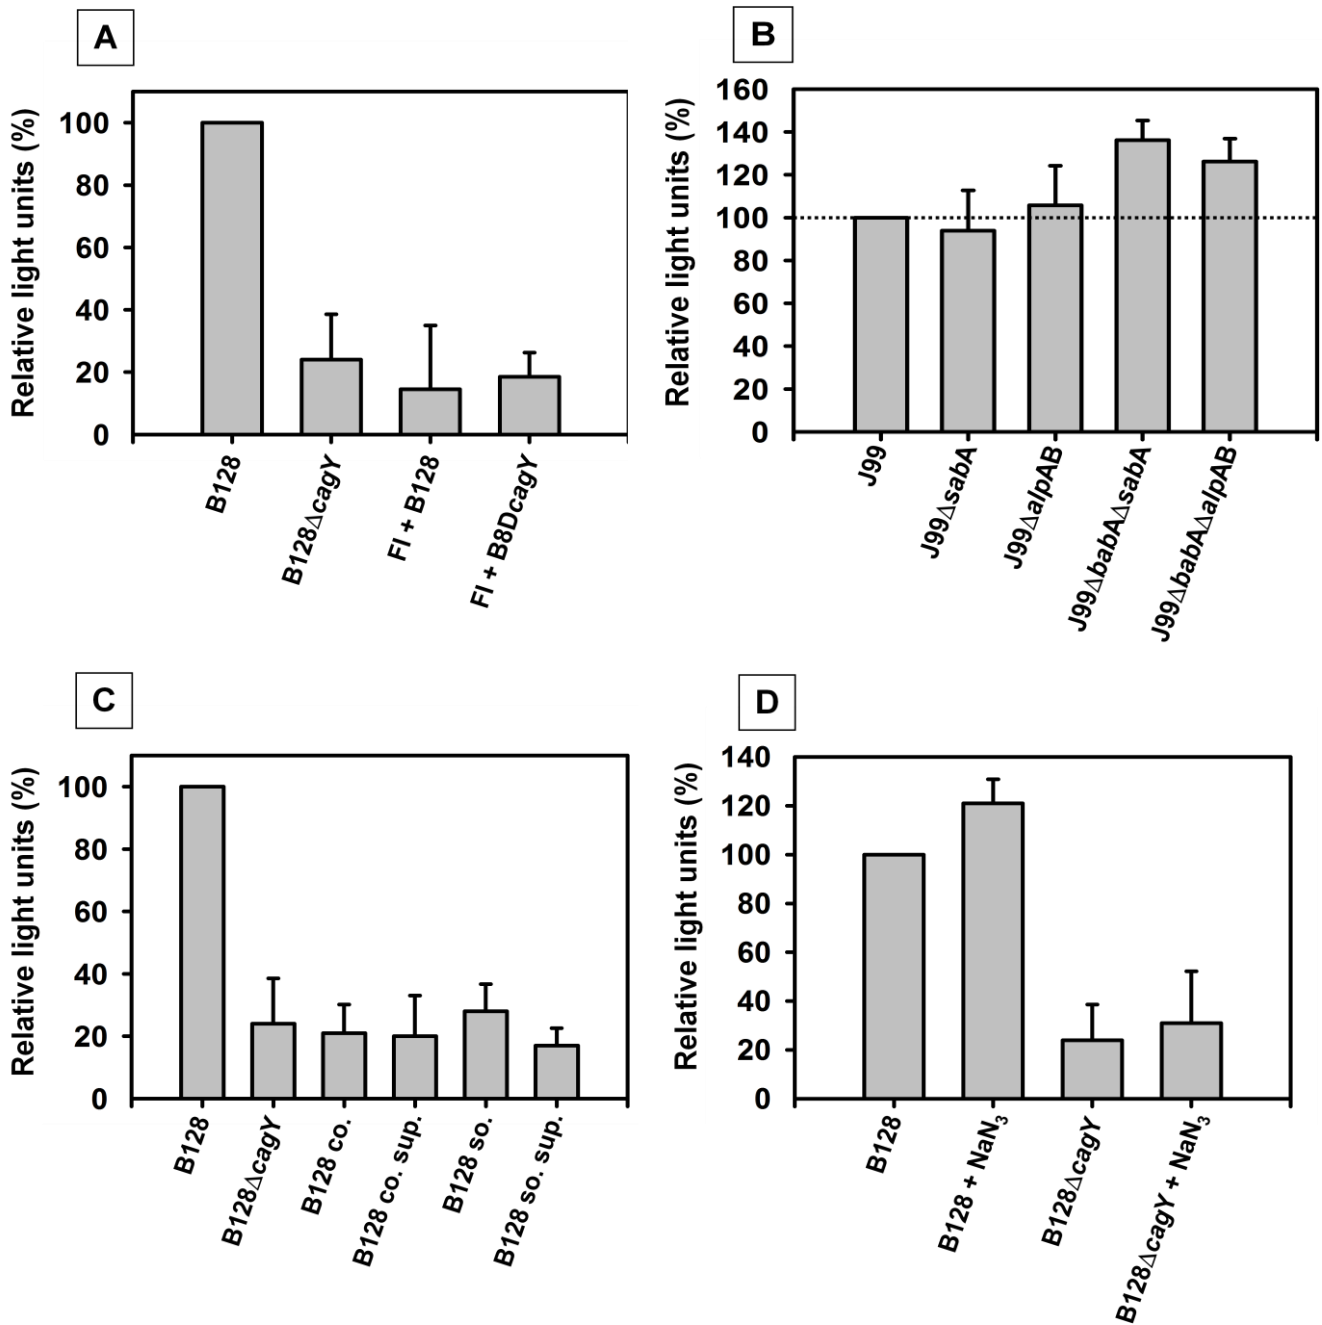 A
Relative light units (%)
100
80
60
40
20
0
B128
B128ΔcagY
FI + B128
FI + B8DcagY
B
Relative light units (%)
160
140
120
100
80
60
40
20
0
J99
J99ΔsabA
J99ΔalpAB
J99ΔbabAΔsabA
J99ΔbabAΔalpAB
C
Relative light units (%)
100
80
60
40
20
0
B128
B128ΔcagY
B128 co.
B128 co. sup.
B128 so.
B128 so. sup.
D
Relative light units (%)
140
120
100
80
60
40
20
0
B128
B128 + NaN₃
B128ΔcagY
B128ΔcagY + NaN₃